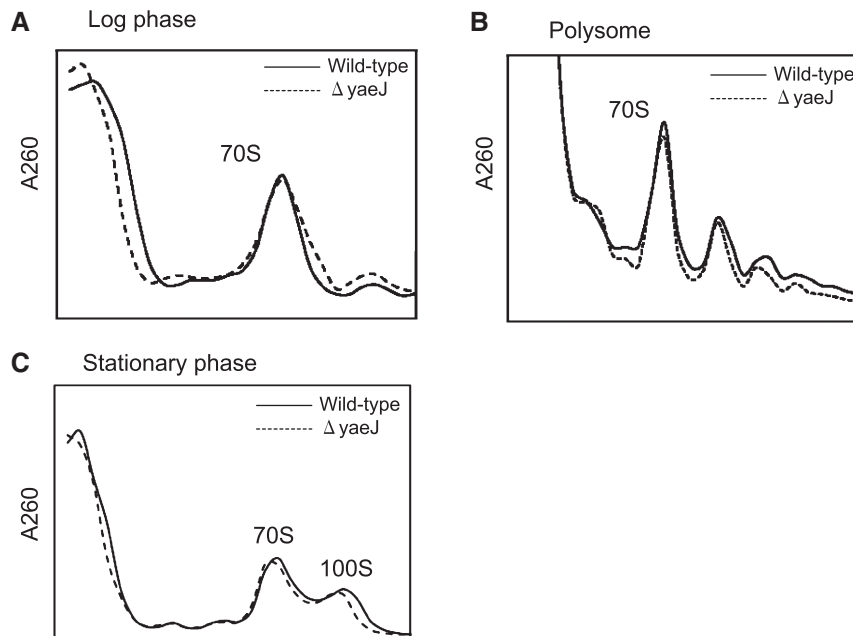 A
Log phase
Wild-type
Δ yaeJ
70S
A260
B
Polysome
Wild-type
Δ yaeJ
70S
A260
C
Stationary phase
Wild-type
Δ yaeJ
70S
100S
A260